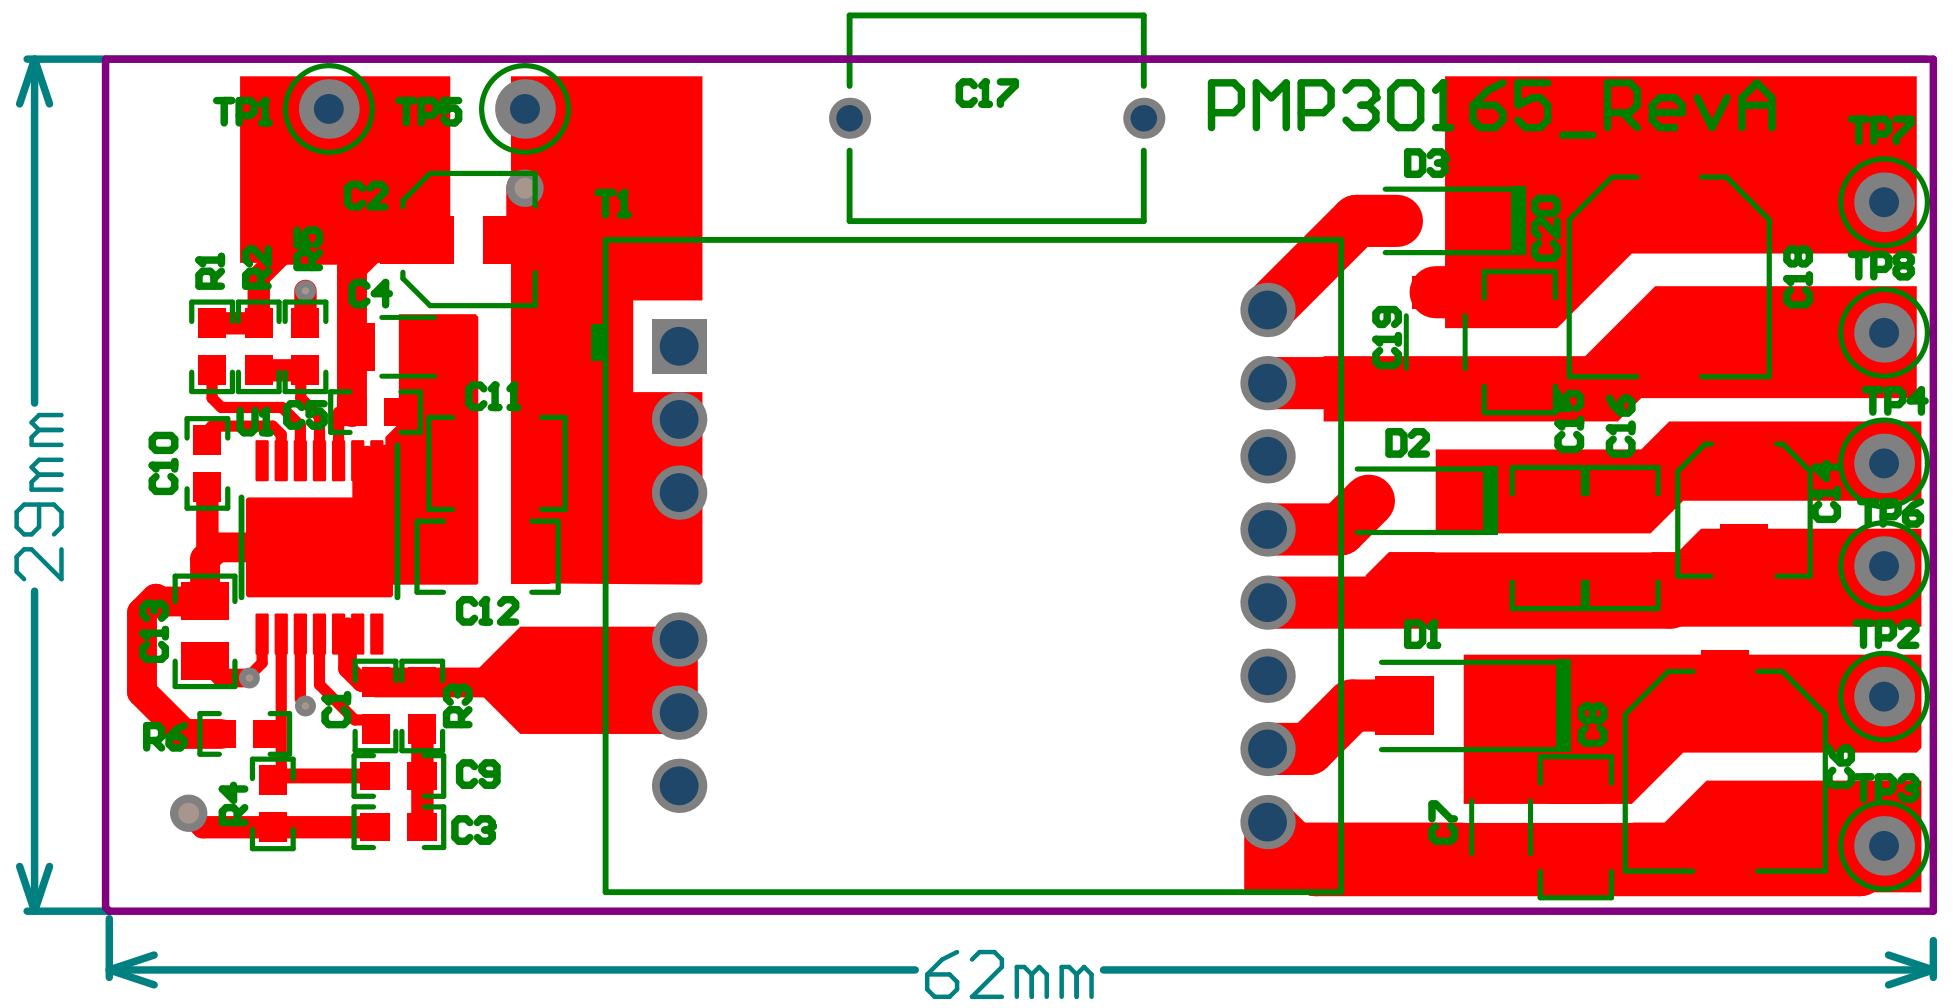 C17
PMP30165_RevA
TP1
TP5
TP7
D3
C2
T1
C20
R1
R2
R5
TP8
C18
C4
C19
C11
TP4
U1
C5
C15
C16
D2
C10
C14
TP6
29mm
C12
C13
D1
TP2
C1
R3
C8
R6
C6
C9
TP3
R4
C3
C7
62mm